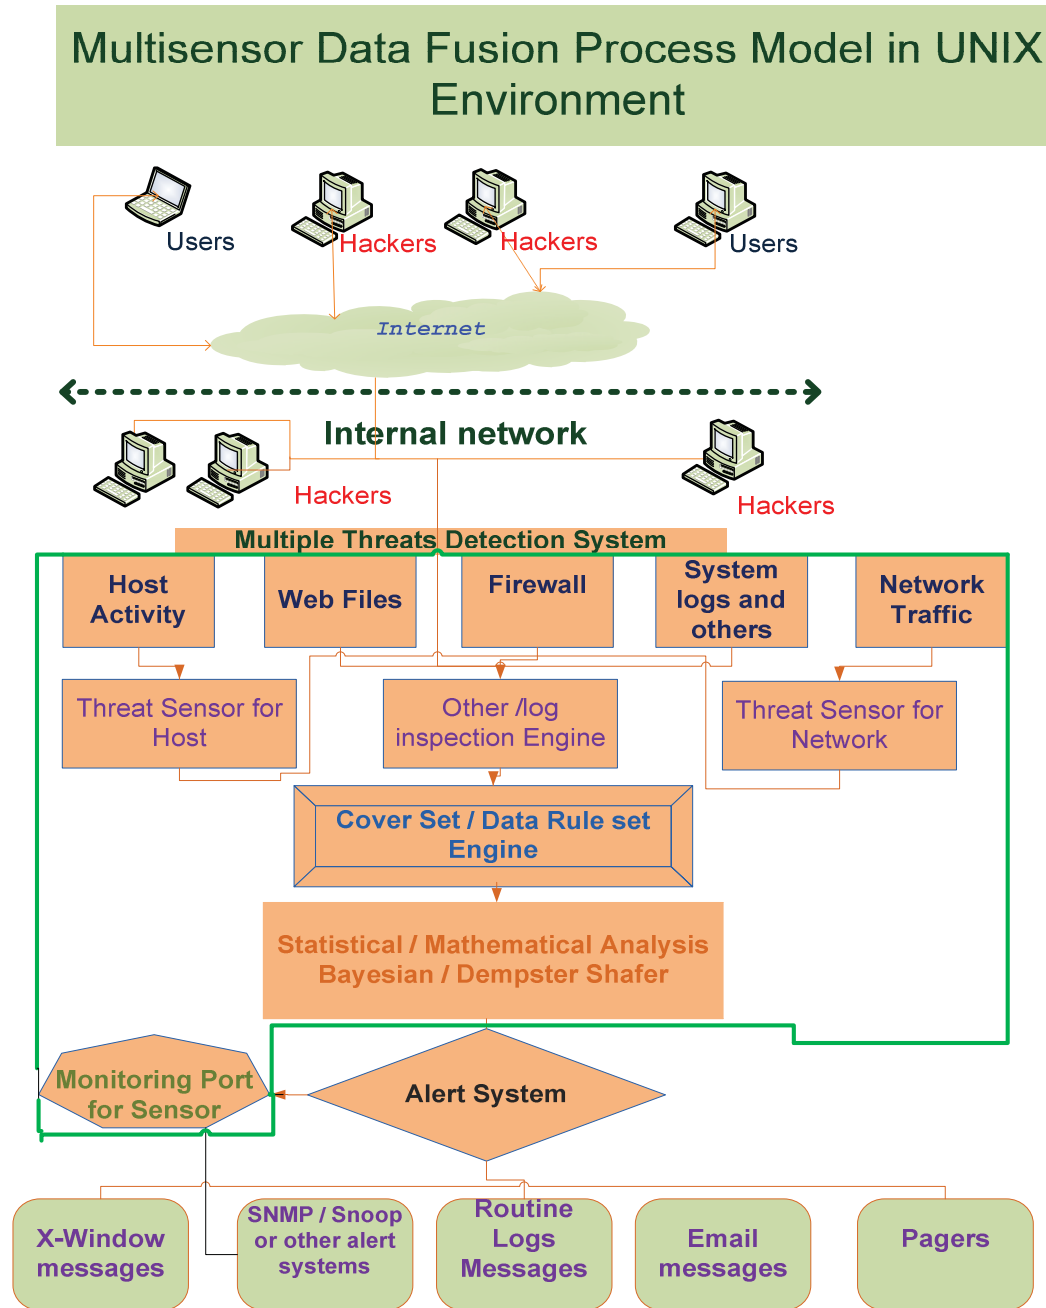 Multisensor Data Fusion Process Model in UNIX
Environment
Users
Hackers
Hackers
Users
Internet
Internal network
Hackers
Hackers
Multiple Threats Detection System
Host
Activity
Web Files
Firewall
System
logs and
others
Network
Traffic
Threat Sensor for
Host
Other /log
inspection Engine
Threat Sensor for
Network
Cover Set / Data Rule set
Engine
Statistical / Mathematical Analysis
Bayesian / Dempster Shafer
Monitoring Port
for Sensor
Alert System
X-Window
messages
SNMP / Snoop
or other alert
systems
Routine
Logs
Messages
Email
messages
Pagers